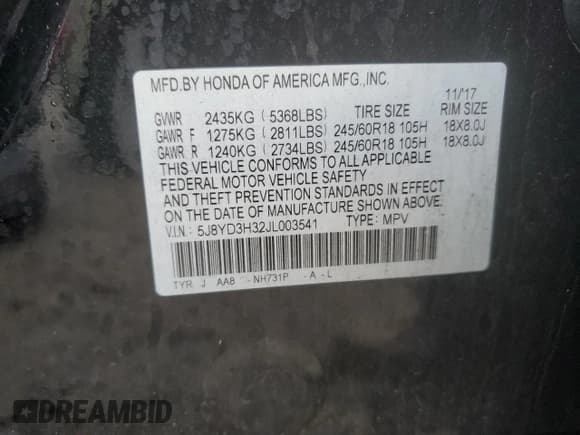 MFD.BY HONDA OF AMERICA MFG.,INC.
11/17
GVWR 2435KG ( 5368LBS) TIRE SIZE RIM SIZE
GAWR F 1275KG ( 2811LBS) 245/60R18 105H 18X8.0J
GAWR R 1240KG ( 2734LBS) 245/60R18 105H 18X8.0J
THIS VEHICLE CONFORMS TO ALL APPLICABLE
FEDERAL MOTOR VEHICLE SAFETY
AND THEFT PREVENTION STANDARDS IN EFFECT
ON THE DATE OF MANUFACTURE SHOWN ABOVE.
V.I.N.: 5J8YD3H32JL003541 TYPE: MPV
TYR J AA8 - NH731P - A - L
DREAMBID